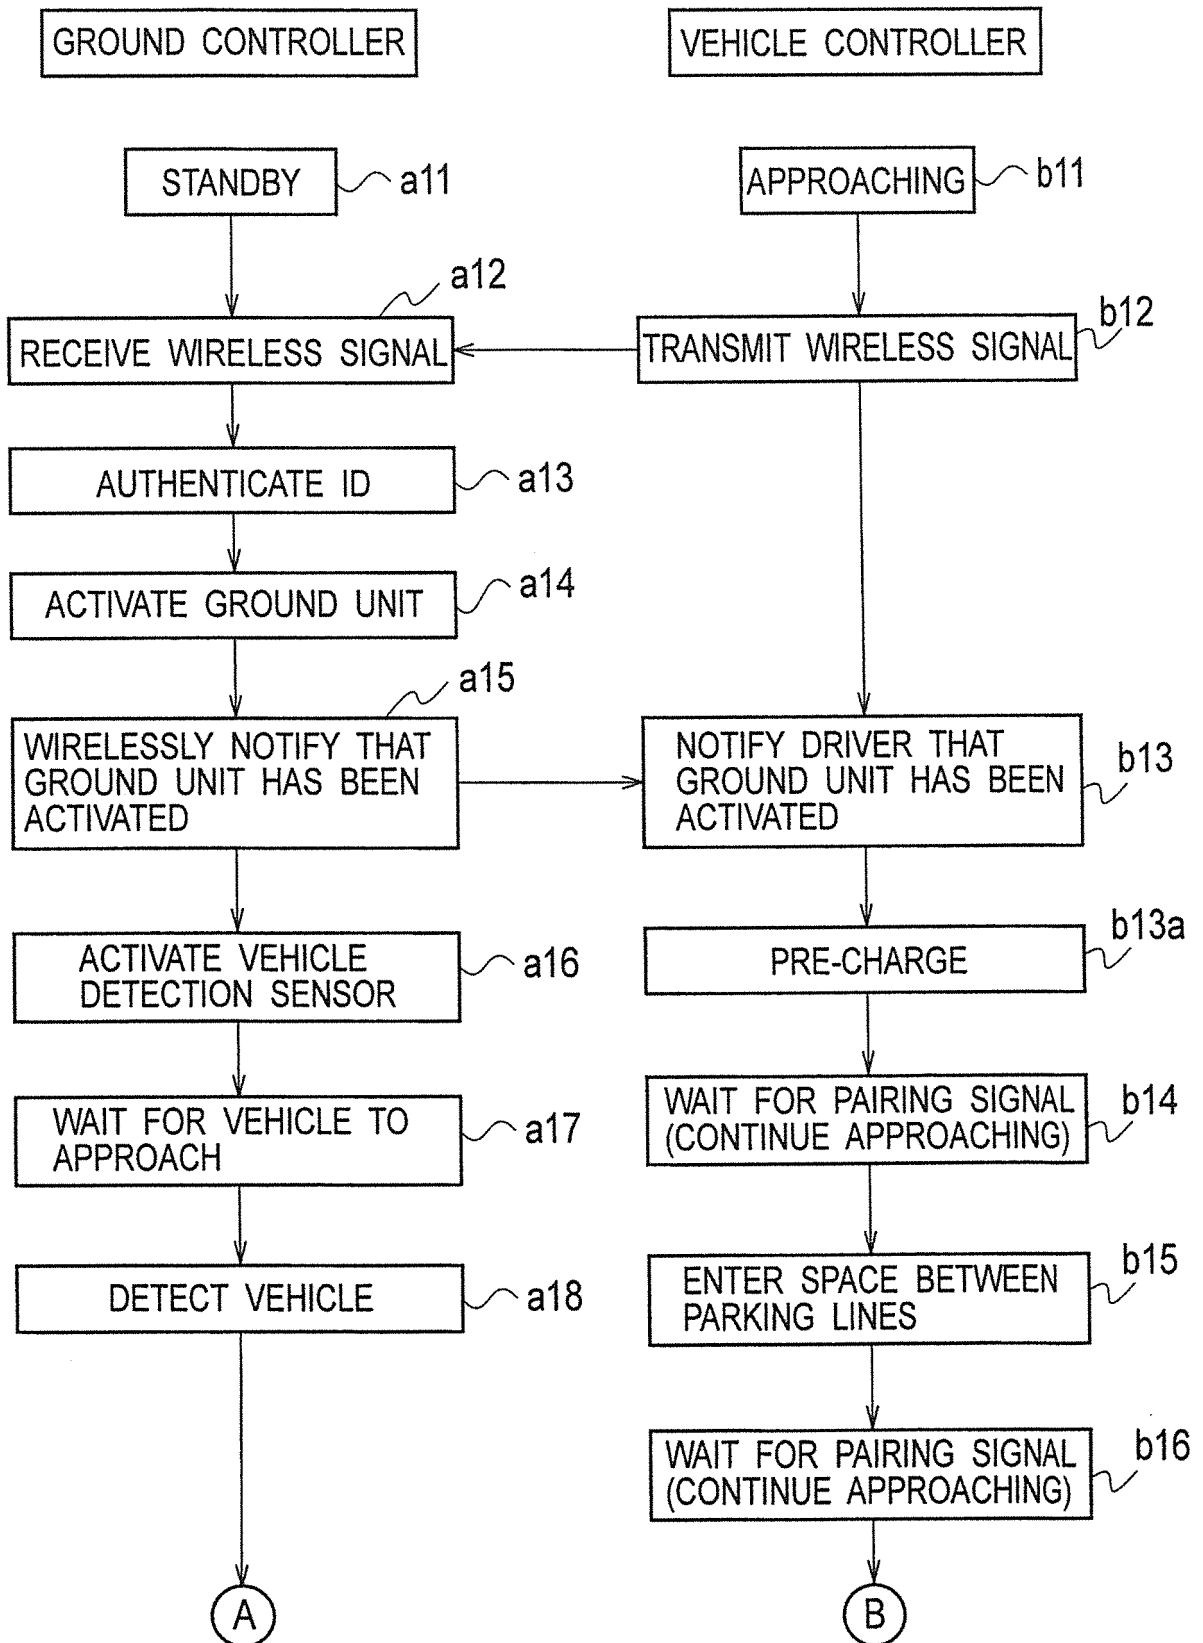 GROUND CONTROLLER
VEHICLE CONTROLLER
STANDBY
a11
APPROACHING
b11
a12
RECEIVE WIRELESS SIGNAL
b12
TRANSMIT WIRELESS SIGNAL
AUTHENTICATE ID
a13
ACTIVATE GROUND UNIT
a14
a15
WIRELESSLY NOTIFY THAT
GROUND UNIT HAS BEEN
ACTIVATED
NOTIFY DRIVER THAT
GROUND UNIT HAS BEEN
ACTIVATED
b13
ACTIVATE VEHICLE
DETECTION SENSOR
a16
PRE-CHARGE
b13a
WAIT FOR VEHICLE TO
APPROACH
a17
WAIT FOR PAIRING SIGNAL
(CONTINUE APPROACHING)
b14
DETECT VEHICLE
a18
ENTER SPACE BETWEEN
PARKING LINES
b15
WAIT FOR PAIRING SIGNAL
(CONTINUE APPROACHING)
b16
A
B